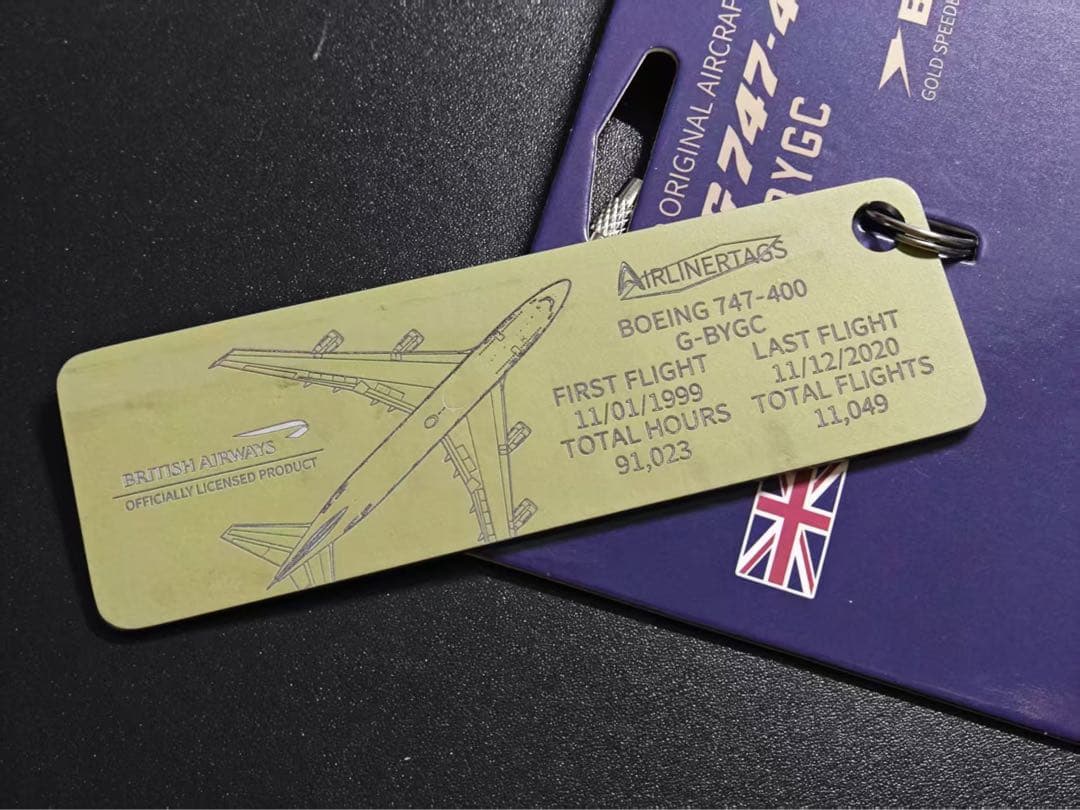 ORIGINAL AIRCRAF
747-4
BYGC
B
GOLD SPEEDB
AIRLINERTAGS
BOEING 747-400
G-BYGC
FIRST FLIGHT LAST FLIGHT
11/01/1999 11/12/2020
TOTAL HOURS TOTAL FLIGHTS
91,023 11,049
BRITISH AIRWAYS
OFFICIALLY LICENSED PRODUCT